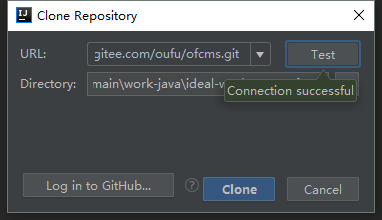 Clone Repository
URL: gitee.com/oufu/ofcms.git Test
Directory: main\work-java\ideal-w
Connection successful
Log in to GitHub... Clone Cancel